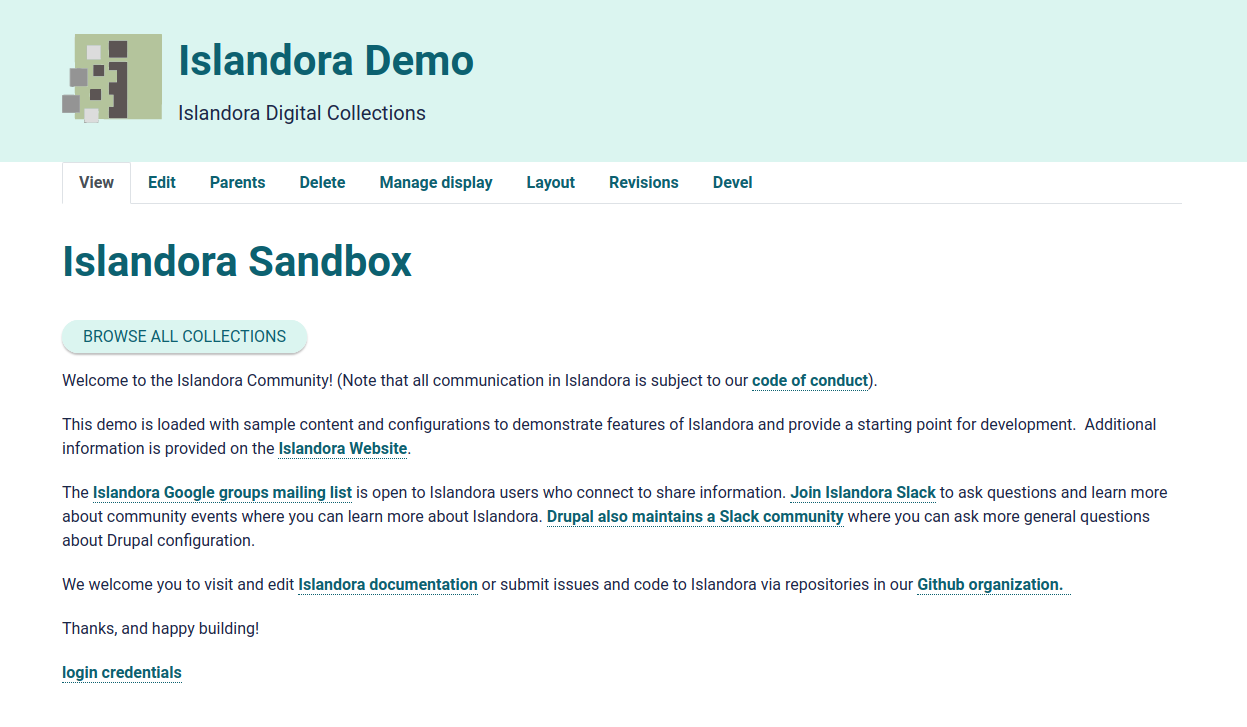 Islandora Demo
Islandora Digital Collections
View Edit Parents Delete Manage display Layout Revisions Devel
Islandora Sandbox
BROWSE ALL COLLECTIONS
Welcome to the Islandora Community! (Note that all communication in Islandora is subject to our code of conduct).
This demo is loaded with sample content and configurations to demonstrate features of Islandora and provide a starting point for development.  Additional
information is provided on the Islandora Website.
The Islandora Google groups mailing list is open to Islandora users who connect to share information. Join Islandora Slack to ask questions and learn more
about community events where you can learn more about Islandora. Drupal also maintains a Slack community where you can ask more general questions
about Drupal configuration.
We welcome you to visit and edit Islandora documentation or submit issues and code to Islandora via repositories in our Github organization.
Thanks, and happy building!
login credentials